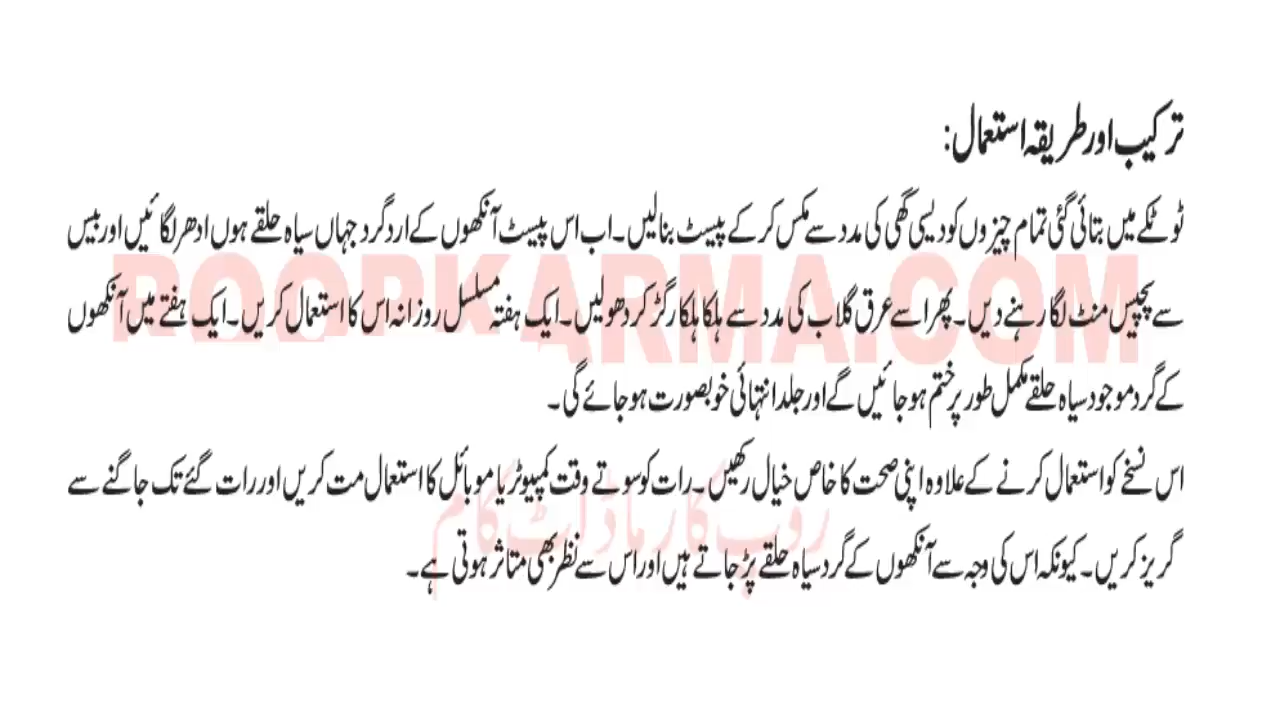 ترکیب اور طریقہ استعمال:
ٹوٹکے میں بتائی گئی تمام چیزوں کو دیسی گھی کی مدد سے مکس کر کے پیسٹ بنا لیں۔ اب اس پیسٹ آنکھوں کے ارد گرد جہاں سیاہ حلقے ہوں ادھر لگائیں اور بیس
ROOPKARMA.COM
سے پچیس منٹ لگا رہنے دیں۔ پھر اسے عرق گلاب کی مدد سے ہلکا ہلکا رگڑ کر دھو لیں۔ ایک ہفتہ مسلسل روزانہ اس کا استعمال کریں۔ ایک ہفتے میں آنکھوں
کے گرد موجود سیاہ حلقے مکمل طور پر ختم ہو جائیں گے اور جلد انتہائی خوبصورت ہو جائے گی۔
اس نسخے کو استعمال کرنے کے علاوہ اپنی صحت کا خاص خیال رکھیں۔ رات کو سوتے وقت کمپیوٹر یا موبائل کا استعمال مت کریں اور رات گئے تک جاگنے سے
روپ کارما ڈاٹ کام
گریز کریں۔ کیونکہ اس کی وجہ سے آنکھوں کے گرد سیاہ حلقے پڑ جاتے ہیں اور اس سے نظر بھی متاثر ہوتی ہے۔